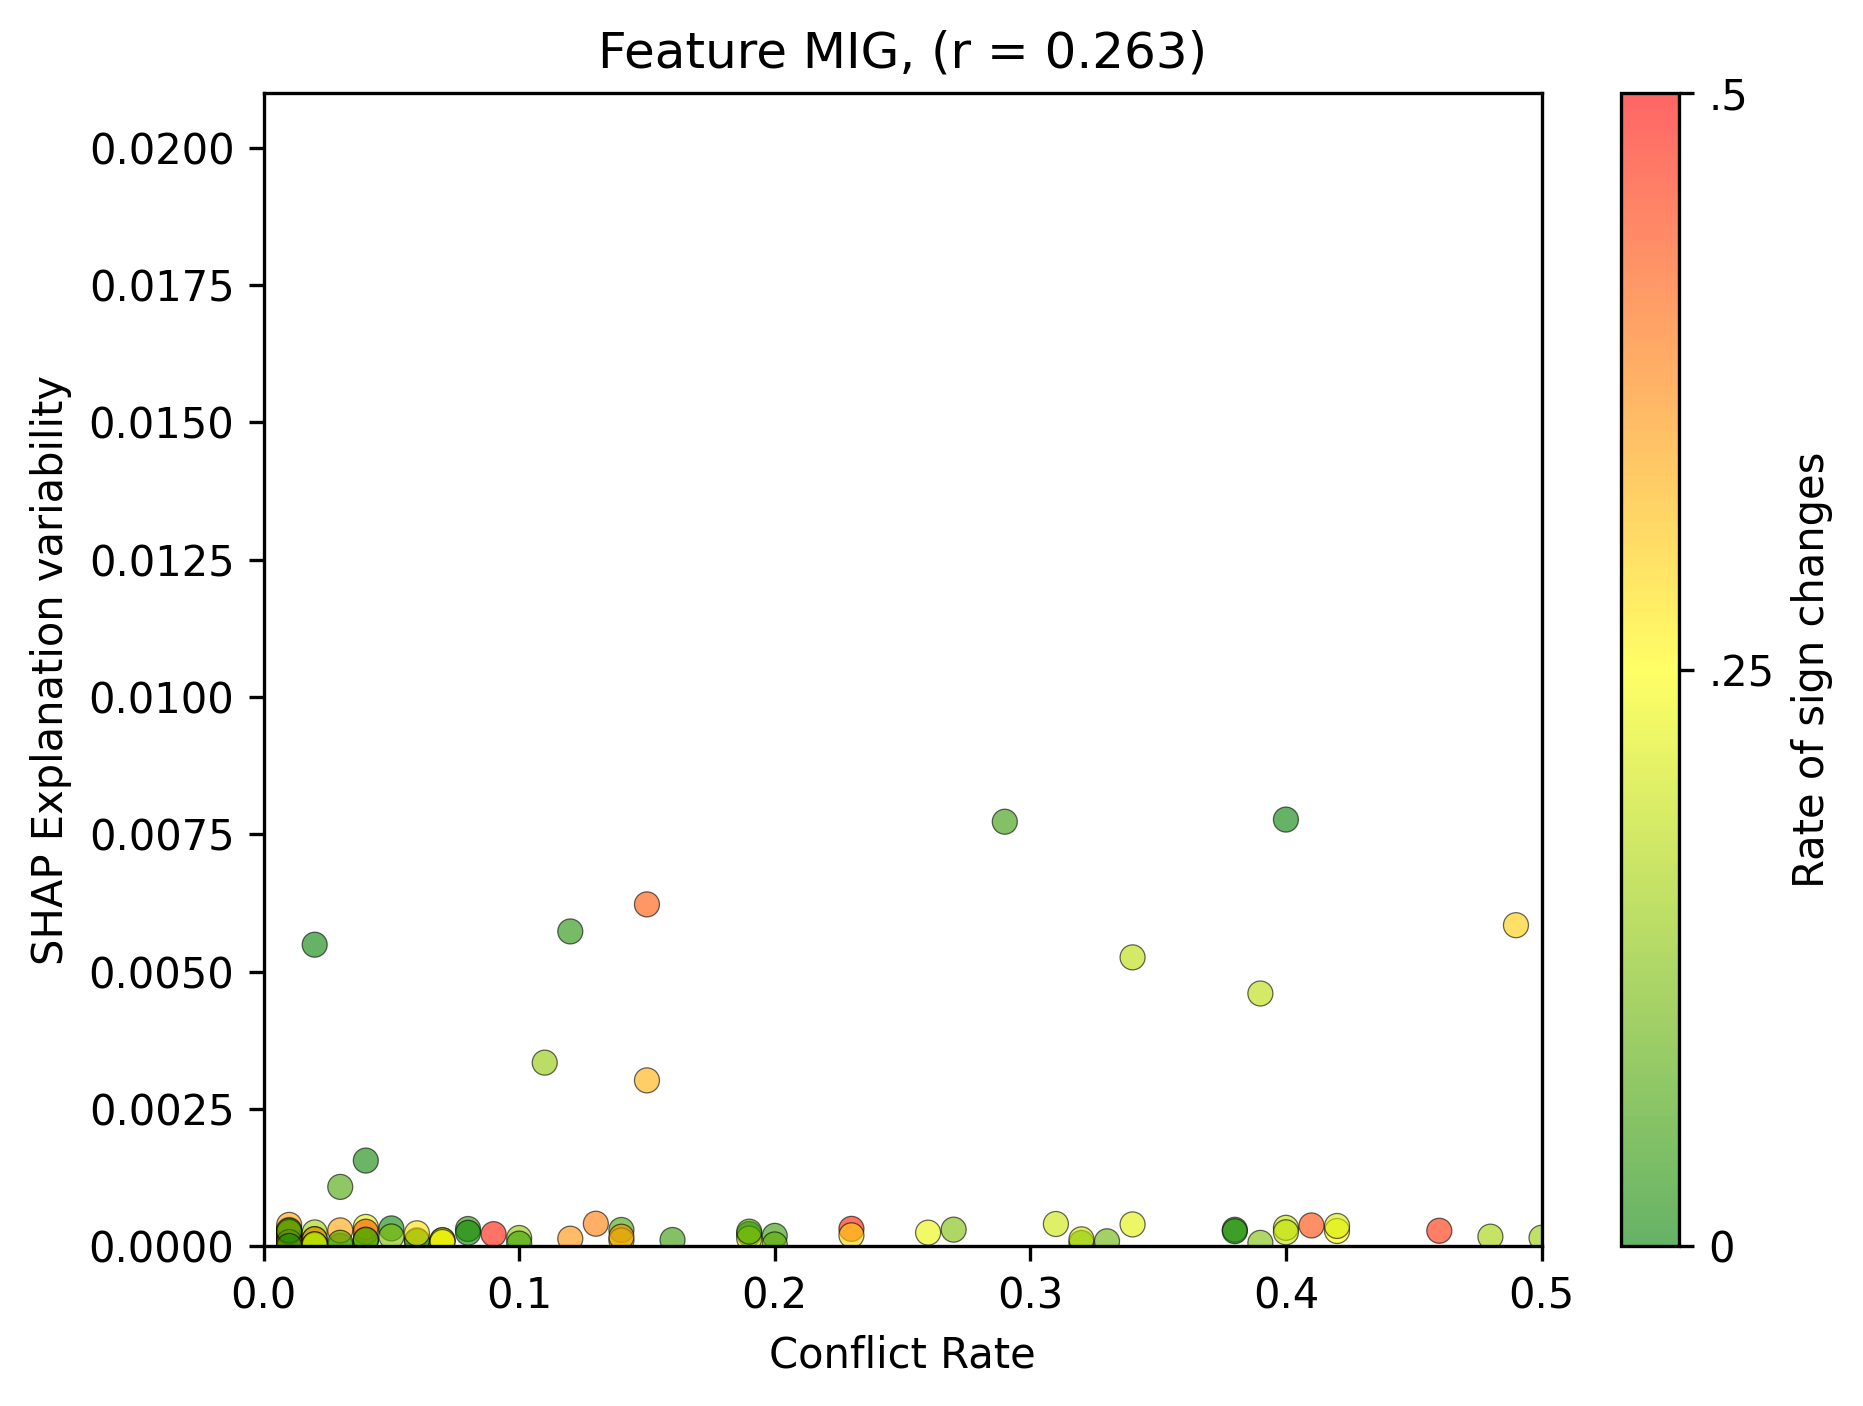 Feature MIG, (r = 0.263)
SHAP Explanation variability
0.0200
0.0175
0.0150
0.0125
0.0100
0.0075
0.0050
0.0025
0.0000
0.0 0.1 0.2 0.3 0.4 0.5
Conflict Rate
.5
.25
0
Rate of sign changes